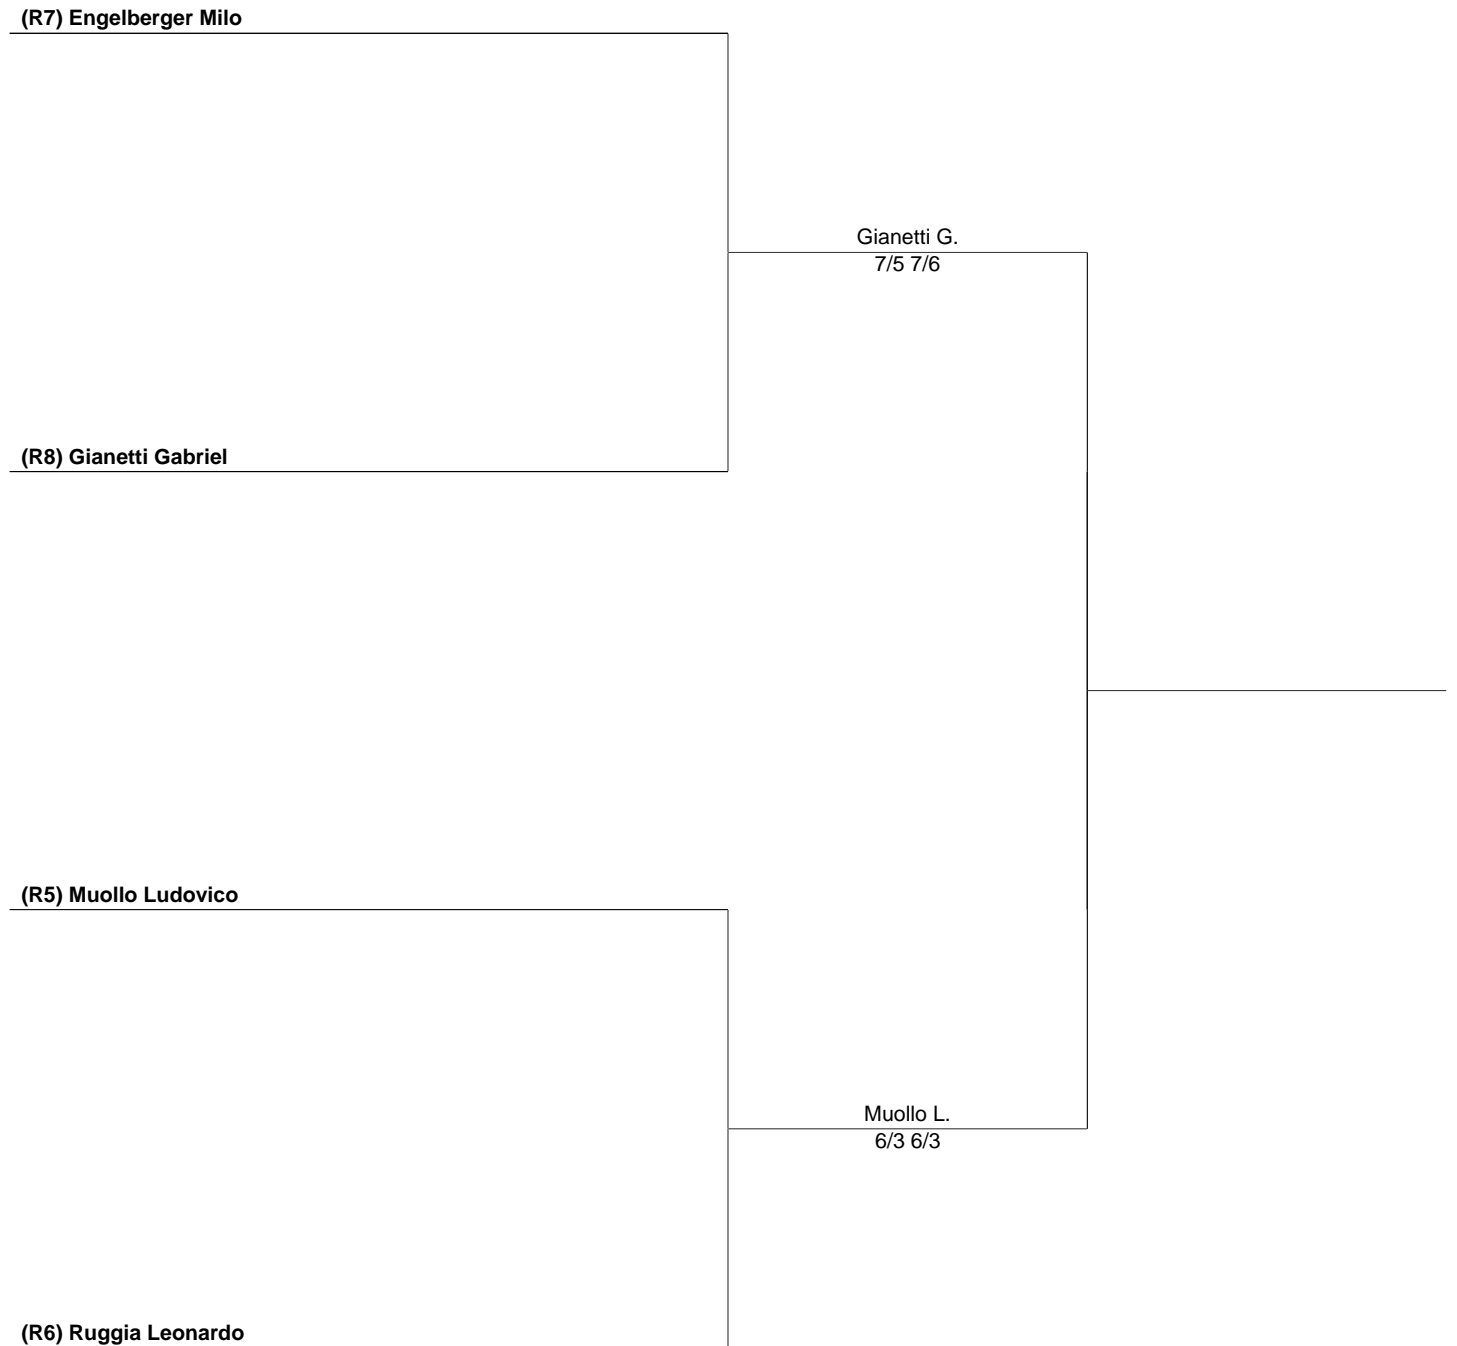 (R7) Engelberger Milo
Gianetti G.
7/5 7/6
(R8) Gianetti Gabriel
(R5) Muollo Ludovico
Muollo L.
6/3 6/3
(R6) Ruggia Leonardo